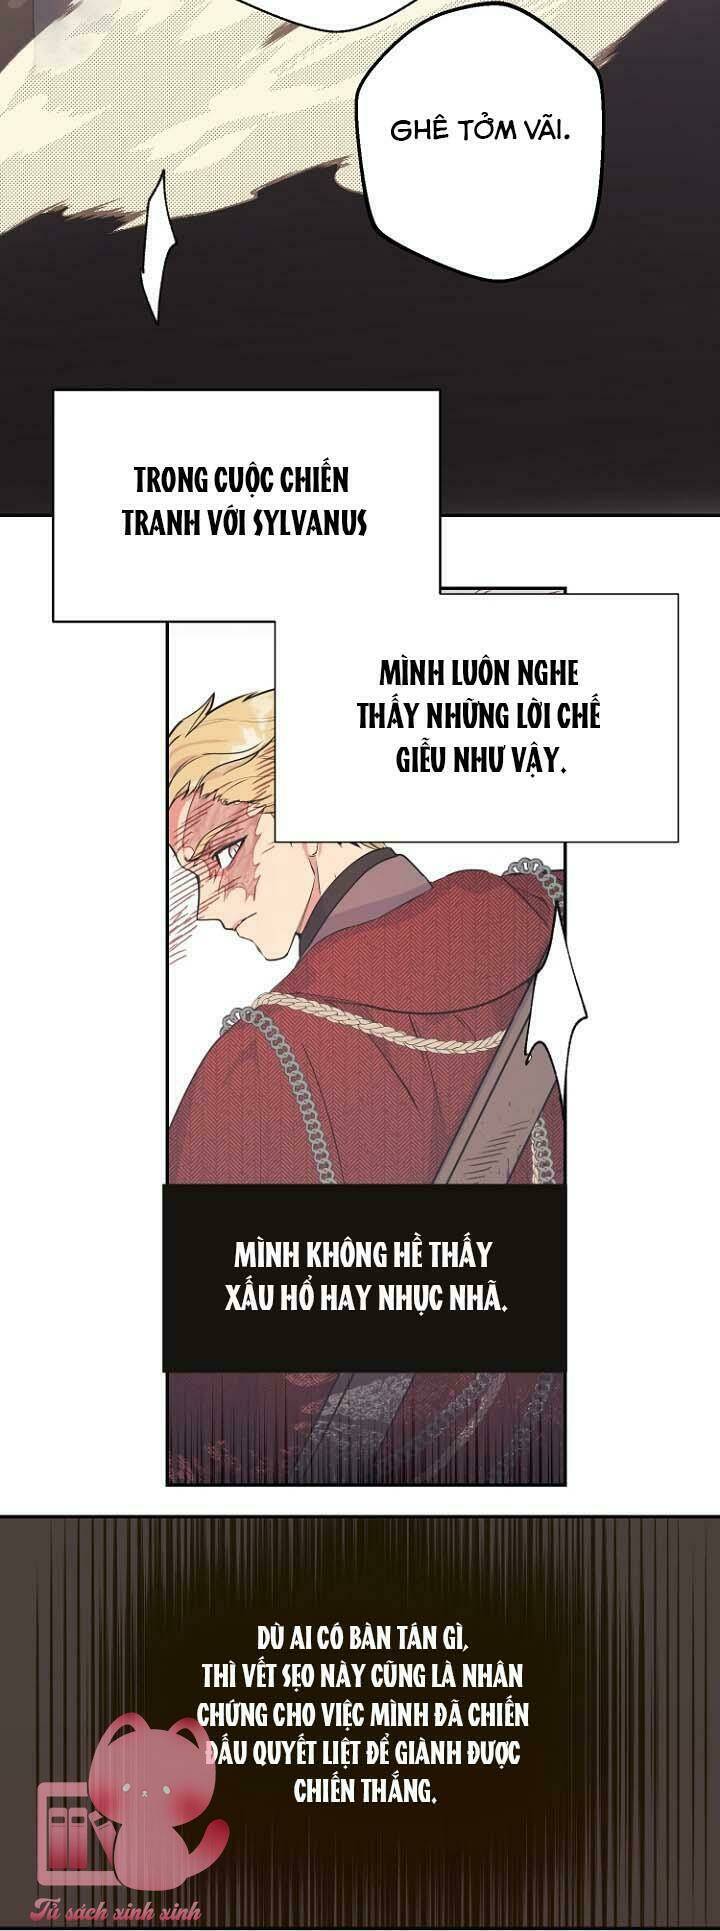 GHÊ TỞM VÃI.
TRONG CUỘC CHIẾN
TRANH VỚI SYLVANUS
MÌNH LUÔN NGHE
THẤY NHỮNG LỜI CHẾ
GIỄU NHƯ VẬY.
MÌNH KHÔNG HỀ THẤY
XẤU HỔ HAY NHỤC NHÃ.
DÙ AI CÓ BÀN TÁN GÌ,
THÌ VẾT SẸO NÀY CŨNG LÀ NHÂN
CHỨNG CHO VIỆC MÌNH ĐÃ CHIẾN
ĐẤU QUYẾT LIỆT ĐỂ GIÀNH ĐƯỢC
CHIẾN THẮNG.
Tủ sách xinh xinh